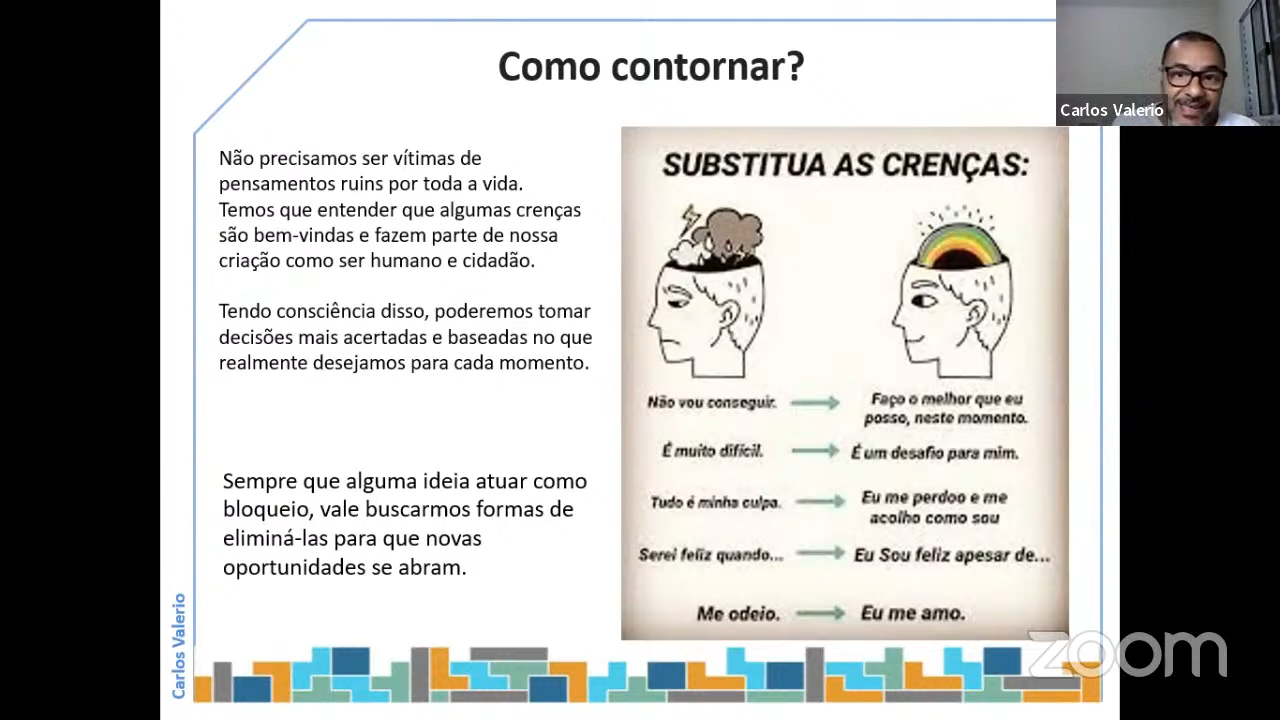 Como contornar?
Carlos Valerio
Não precisamos ser vítimas de
pensamentos ruins por toda a vida.
Temos que entender que algumas crenças
são bem-vindas e fazem parte de nossa
criação como ser humano e cidadão.
Tendo consciência disso, poderemos tomar
decisões mais acertadas e baseadas no que
realmente desejamos para cada momento.
Sempre que alguma ideia atuar como
bloqueio, vale buscarmos formas de
eliminá-las para que novas
oportunidades se abram.
SUBSTITUA AS CRENÇAS:
Não vou conseguir.
Faço o melhor que eu
posso, neste momento.
É muito difícil.
É um desafio para mim.
Tudo é minha culpa.
Eu me perdoo e me
acolho como sou
Serei feliz quando...
Eu Sou feliz apesar de...
Me odeio.
Eu me amo.
Carlos Valerio
zoom